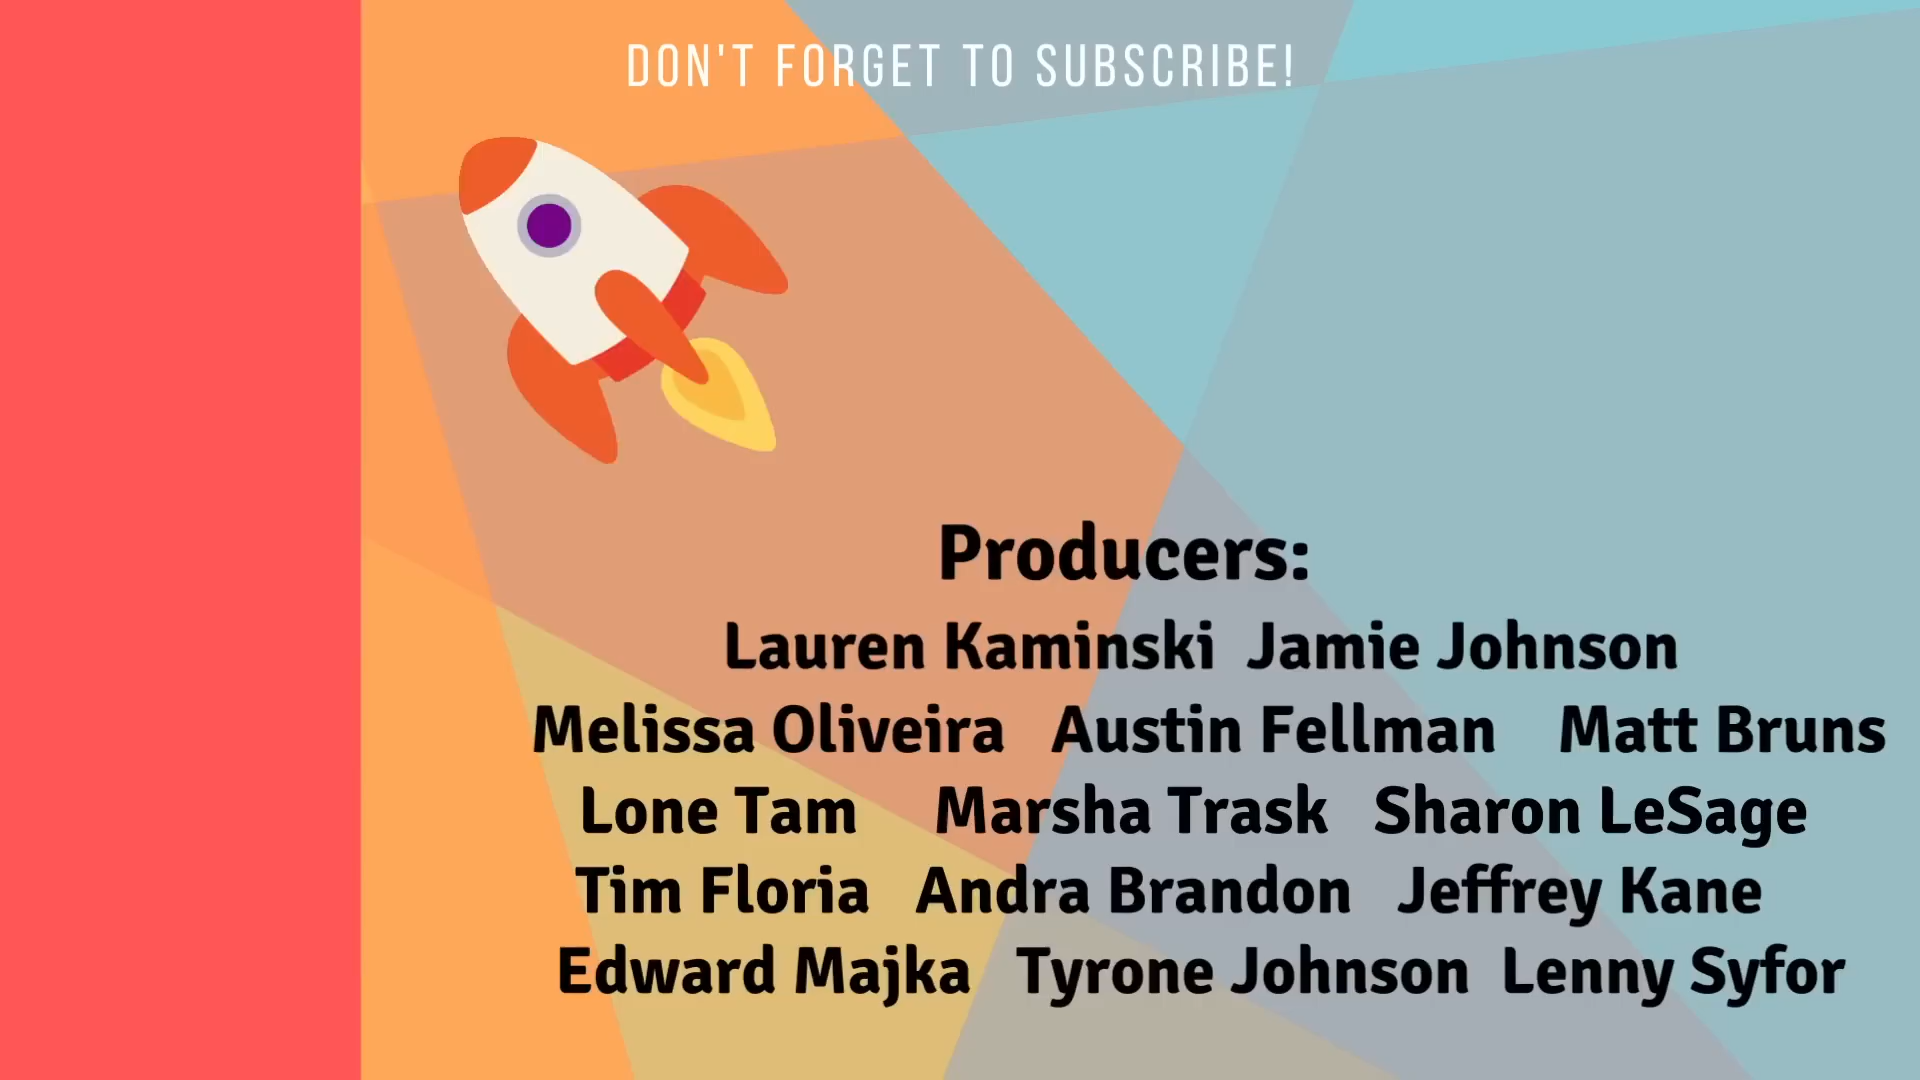 DON'T FORGET TO SUBSCRIBE!
Producers:
Lauren Kaminski Jamie Johnson
Melissa Oliveira Austin Fellman Matt Bruns
Lone Tam Marsha Trask Sharon LeSage
Tim Floria Andra Brandon Jeffrey Kane
Edward Majka Tyrone Johnson Lenny Syfor